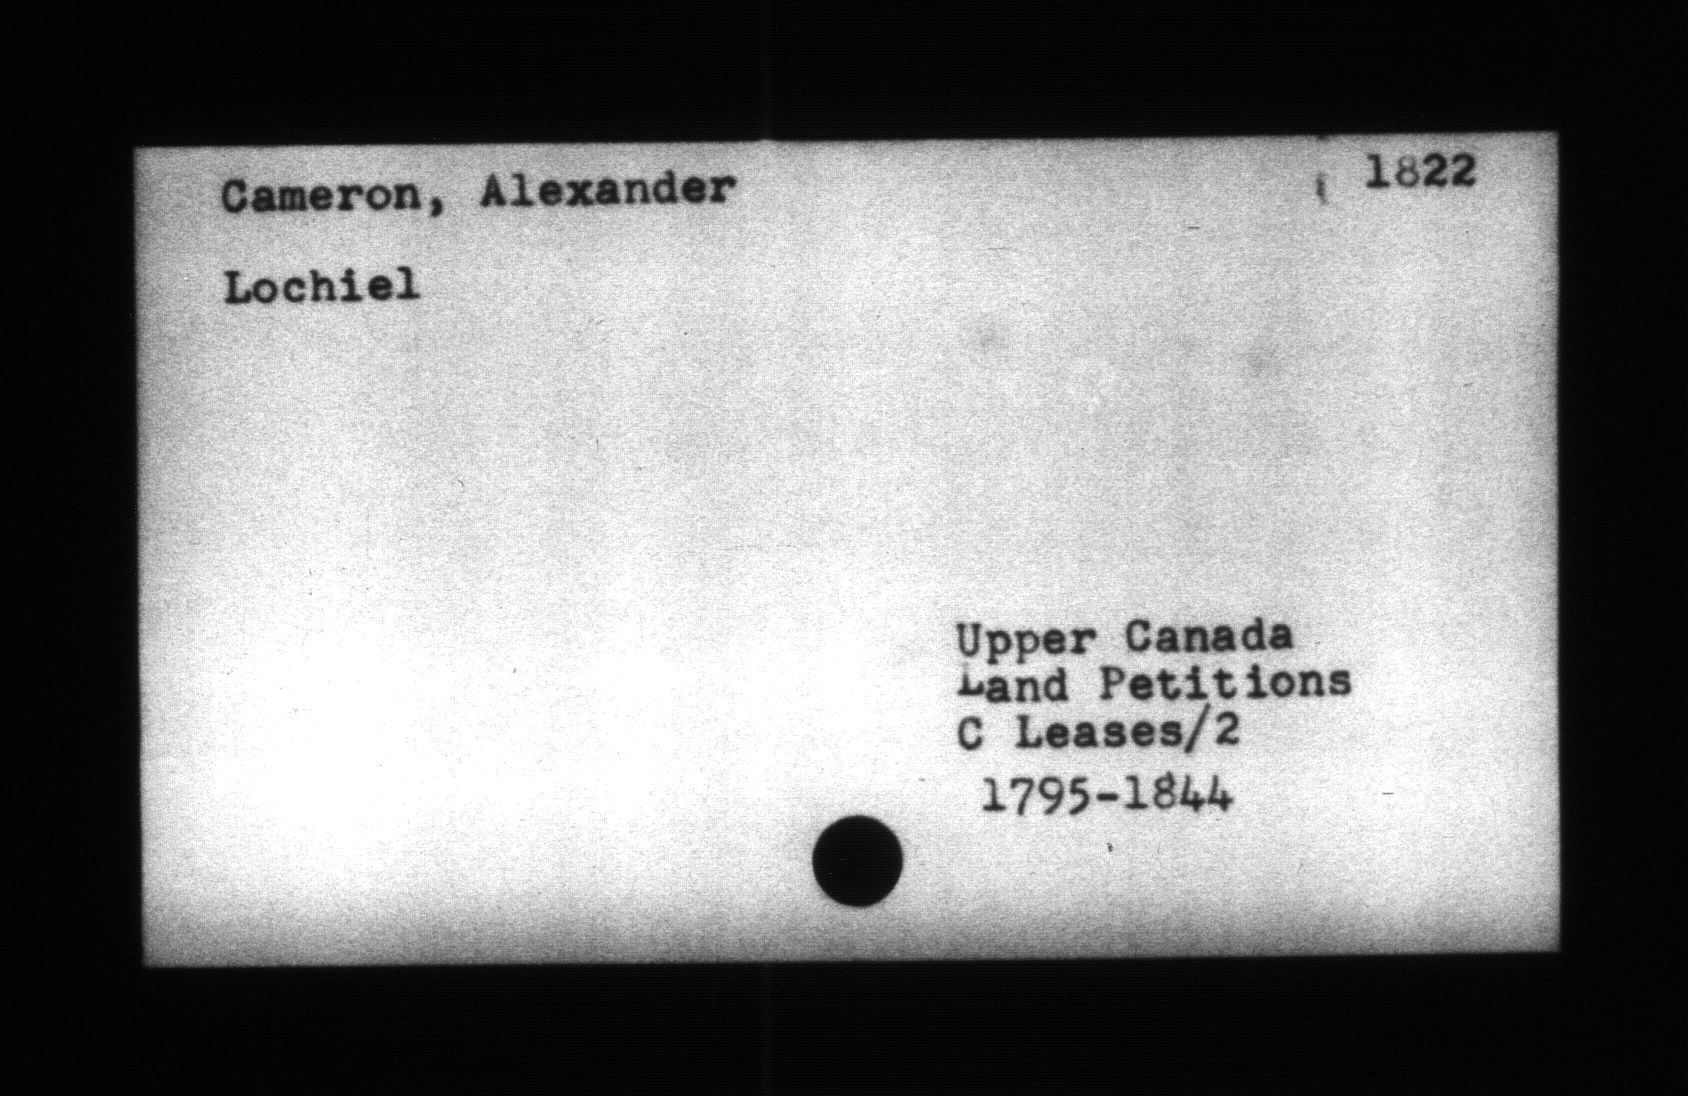 Cameron, Alexander 1822
Lochiel
Upper Canada
Land Petitions
C Leases/2
1795-1844